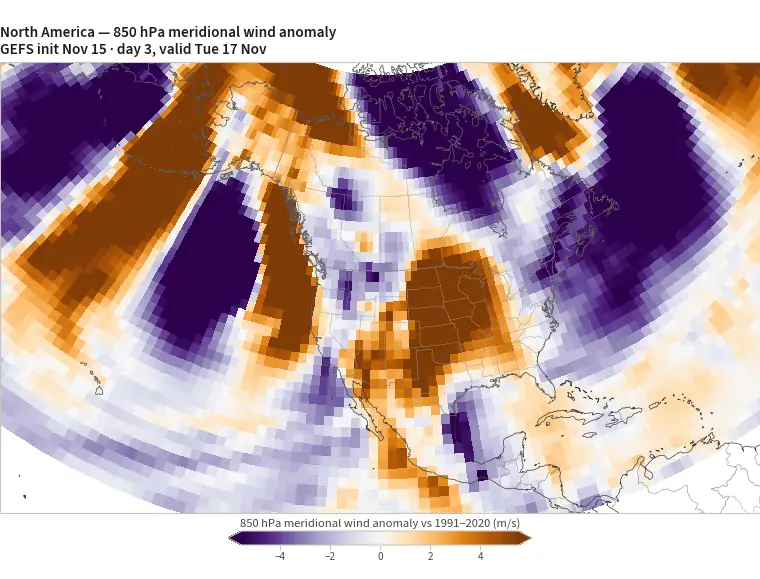 North America — 850 hPa meridional wind anomaly
GEFS init Nov 15 · day 3, valid Tue 17 Nov
850 hPa meridional wind anomaly vs 1991–2020 (m/s)
−4 −2 0 2 4